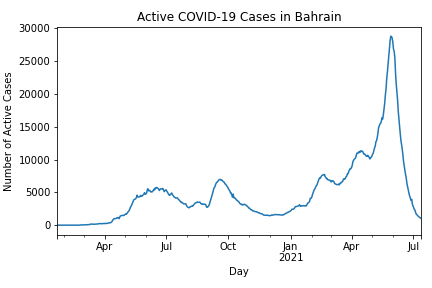 Active COVID-19 Cases in Bahrain
30000
25000
20000
15000
10000
5000
0
Number of Active Cases
Apr
Jul
Oct
Jan
2021
Apr
Jul
Day